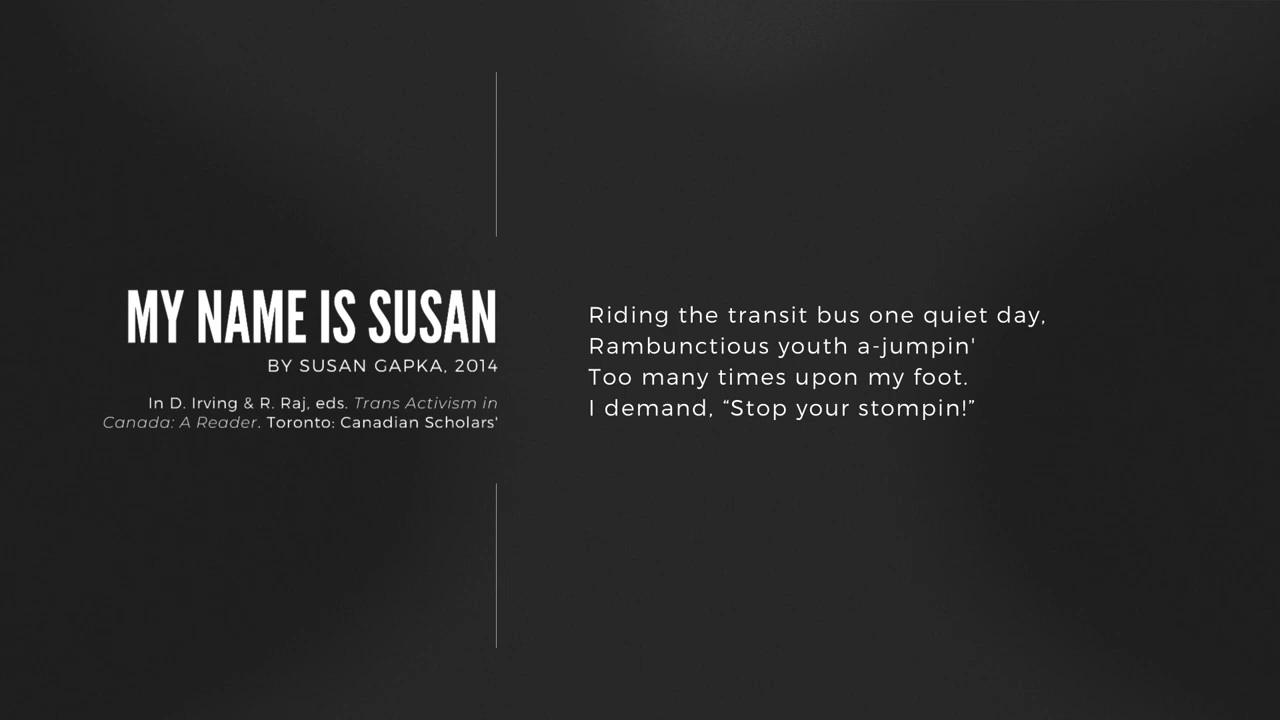 MY NAME IS SUSAN
BY SUSAN GAPKA, 2014
In D. Irving & R. Raj, eds. Trans Activism in
Canada: A Reader. Toronto: Canadian Scholars'
Riding the transit bus one quiet day,
Rambunctious youth a-jumpin'
Too many times upon my foot.
I demand, “Stop your stompin!”